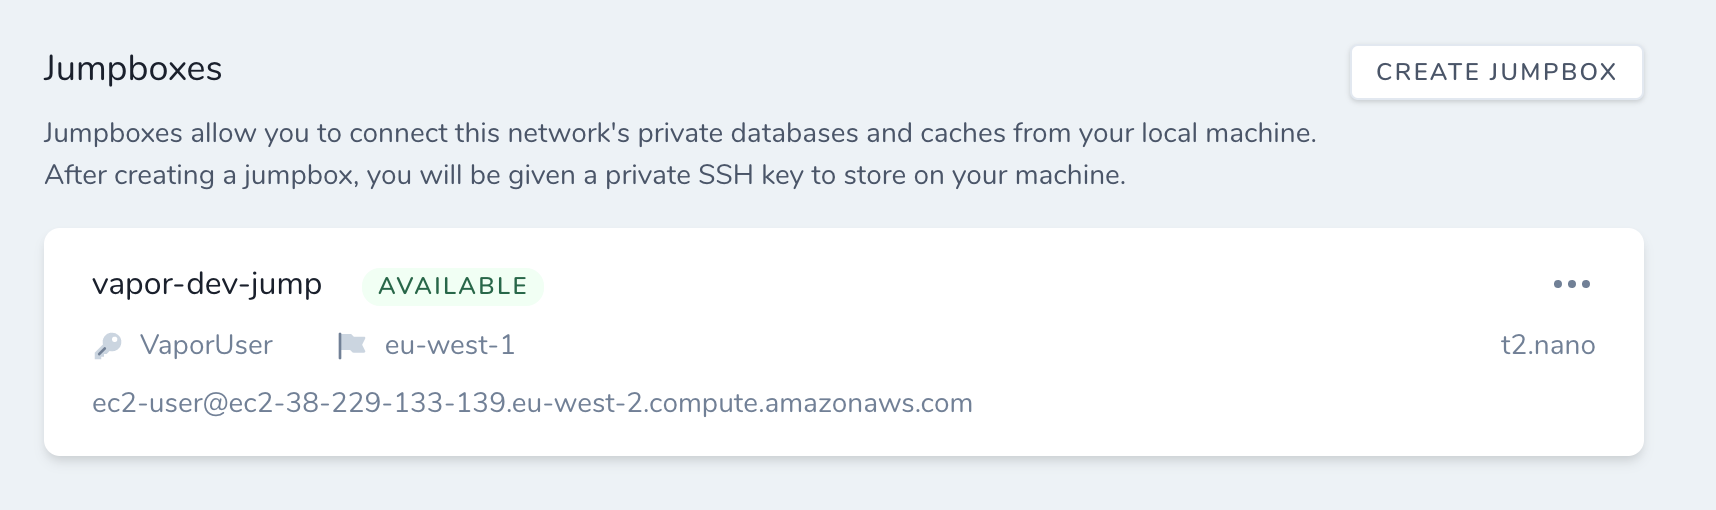 Jumpboxes
CREATE JUMPBOX
Jumpboxes allow you to connect this network's private databases and caches from your local machine.
After creating a jumpbox, you will be given a private SSH key to store on your machine.
vapor-dev-jump AVAILABLE
VaporUser eu-west-1 t2.nano
ec2-user@ec2-38-229-133-139.eu-west-2.compute.amazonaws.com